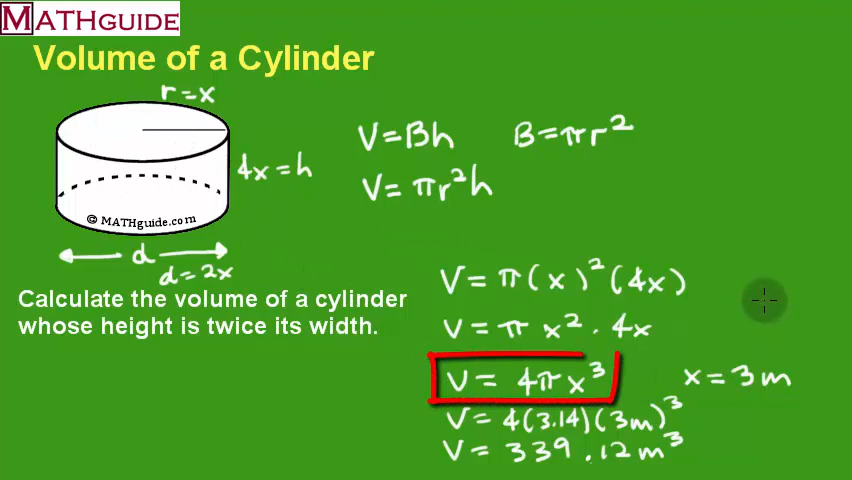 MATHGUIDE
Volume of a Cylinder
r = x
4x = h
© MATHguide.com
d
d = 2x
Calculate the volume of a cylinder
whose height is twice its width.
V = Bh B = πr²
V = πr²h
V = π(x)²(4x)
V = π x² · 4x
V = 4πx³ x = 3m
V = 4(3.14)(3m)³
V = 339.12m³